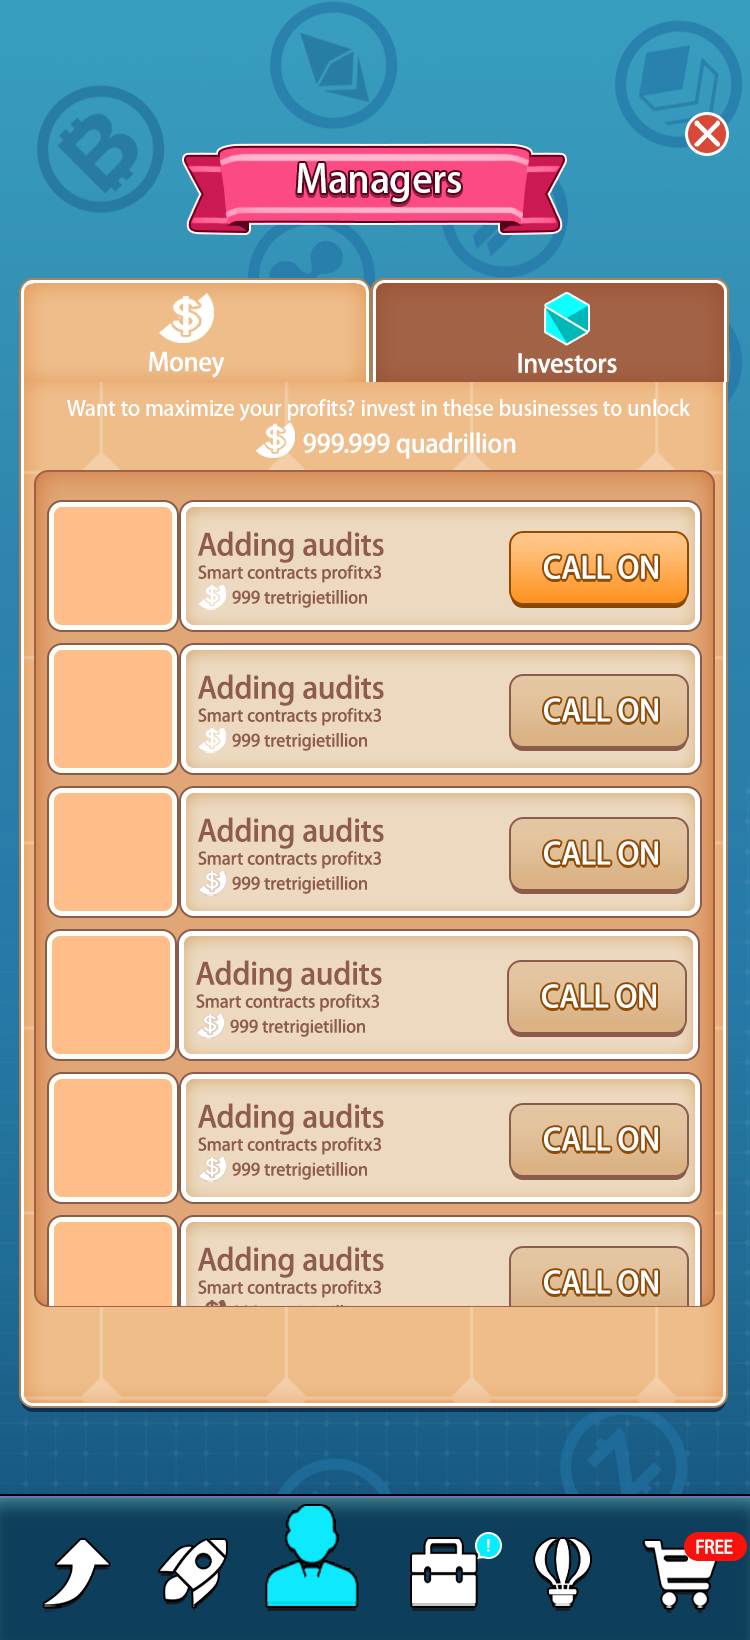 Managers
Money
Investors
Want to maximize your profits? invest in these businesses to unlock
999.999 quadrillion
Adding audits
Smart contracts profitx3
999 tretrigietillion
CALL ON
Adding audits
Smart contracts profitx3
999 tretrigietillion
CALL ON
Adding audits
Smart contracts profitx3
999 tretrigietillion
CALL ON
Adding audits
Smart contracts profitx3
999 tretrigietillion
CALL ON
Adding audits
Smart contracts profitx3
999 tretrigietillion
CALL ON
Adding audits
Smart contracts profitx3
CALL ON
!
FREE